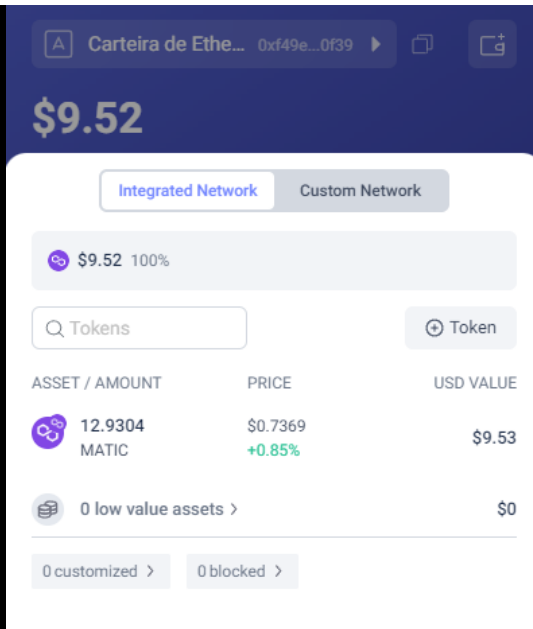 A Carteira de Ethe... 0xf49e...0f39
$9.52
Integrated Network Custom Network
$9.52 100%
Tokens Token
ASSET / AMOUNT PRICE USD VALUE
12.9304 $0.7369 $9.53
MATIC +0.85%
0 low value assets > $0
0 customized > 0 blocked >